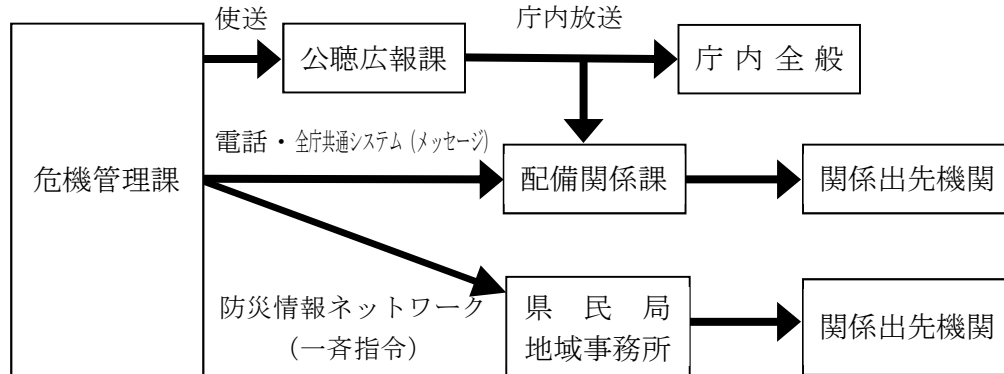 使送
庁内放送
公聴広報課
庁内全般
電話・全庁共通システム（メッセージ）
危機管理課
配備関係課
関係出先機関
防災情報ネットワーク
（一斉指令）
県民局
地域事務所
関係出先機関